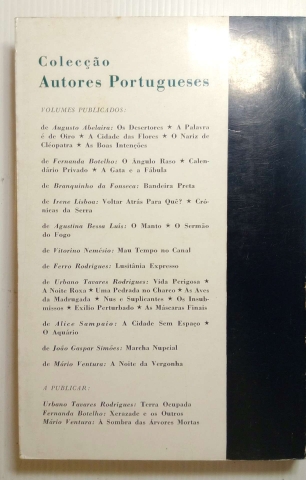 Colecção
Autores Portugueses
VOLUMES PUBLICADOS:
de Augusto Abelaira: Os Desertores ★ A Palavra
é de Oiro ★ A Cidade das Flores ★ O Nariz de
Cléopatra ★ As Boas Intenções
de Fernanda Botelho: O Ângulo Raso ★ Calen-
dário Privado ★ A Gata e a Fábula
de Branquinho da Fonseca: Bandeira Preta
de Irene Lisboa: Voltar Atrás Para Quê? ★ Cró-
nicas da Serra
de Agustina Bessa Luís: O Manto ★ O Sermão
do Fogo
de Vitorino Nemésio: Mau Tempo no Canal
de Ferro Rodrigues: Lusitânia Expresso
de Urbano Tavares Rodrigues: Vida Perigosa ★
A Noite Roxa ★ Uma Pedrada no Charco ★ As Aves
da Madrugada ★ Nus e Suplicantes ★ Os Insub-
missos ★ Exílio Perturbado ★ As Máscaras Finais
de Alice Sampaio: A Cidade Sem Espaço ★
O Aquário
de João Gaspar Simões: Marcha Nupcial
de Mário Ventura: A Noite da Vergonha
A PUBLICAR:
Urbano Tavares Rodrigues: Terra Ocupada
Fernanda Botelho: Xerazade e os Outros
Mário Ventura: À Sombra das Árvores Mortas